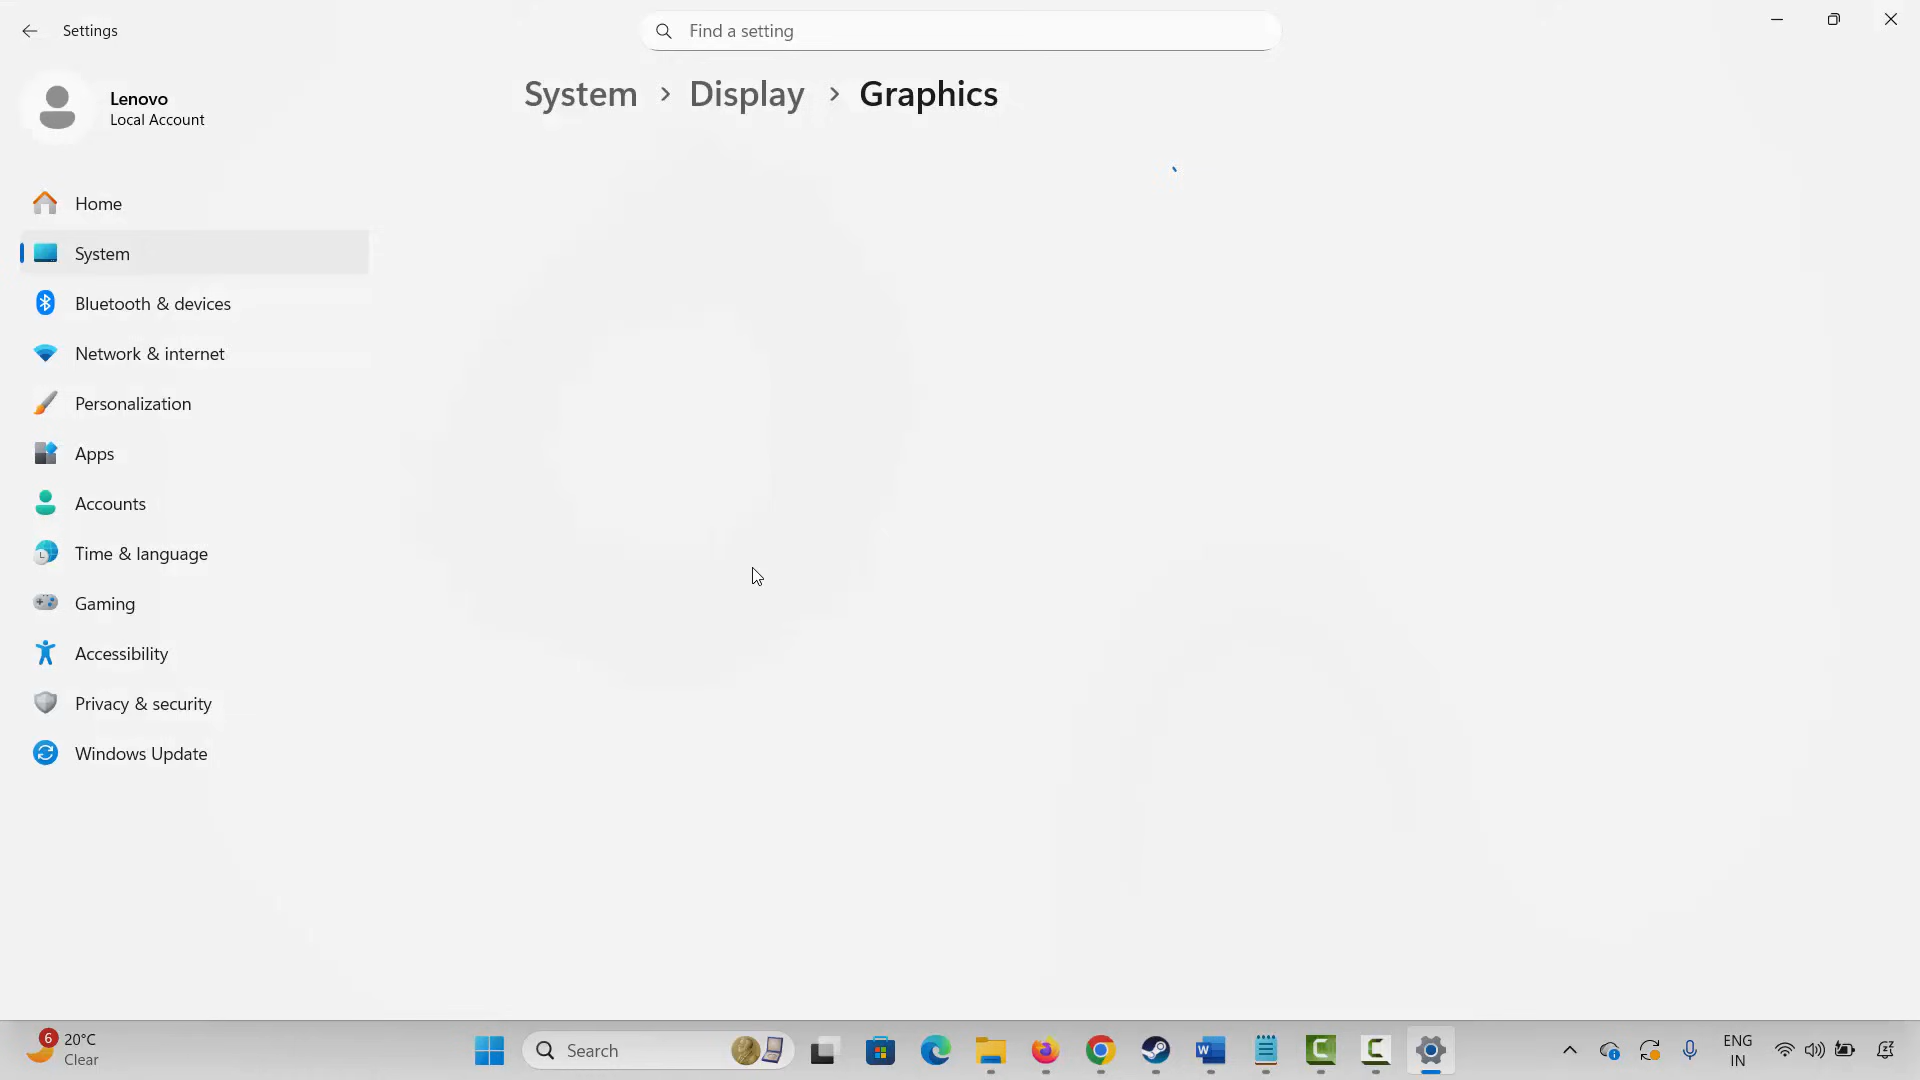 Settings
Find a setting
Lenovo
Local Account
System > Display > Graphics
Home
System
Bluetooth & devices
Network & internet
Personalization
Apps
Accounts
Time & language
Gaming
Accessibility
Privacy & security
Windows Update
6
20°C
Clear
Search
ENG
IN